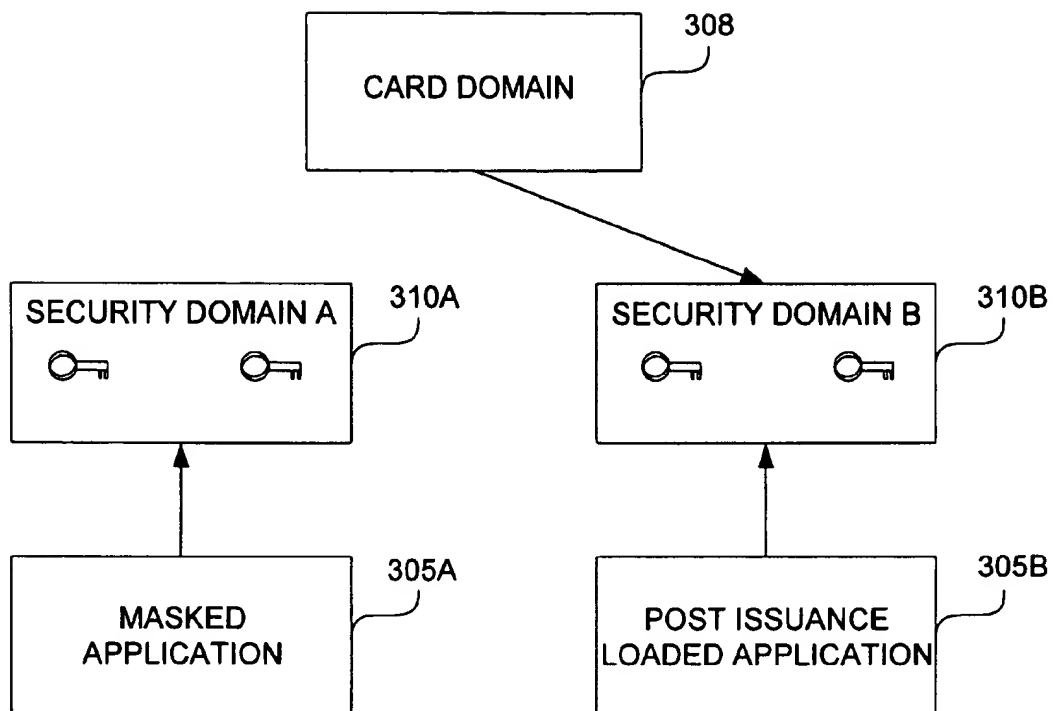 308
CARD DOMAIN
310A
SECURITY DOMAIN A
310B
SECURITY DOMAIN B
305A
MASKED
APPLICATION
305B
POST ISSUANCE
LOADED APPLICATION